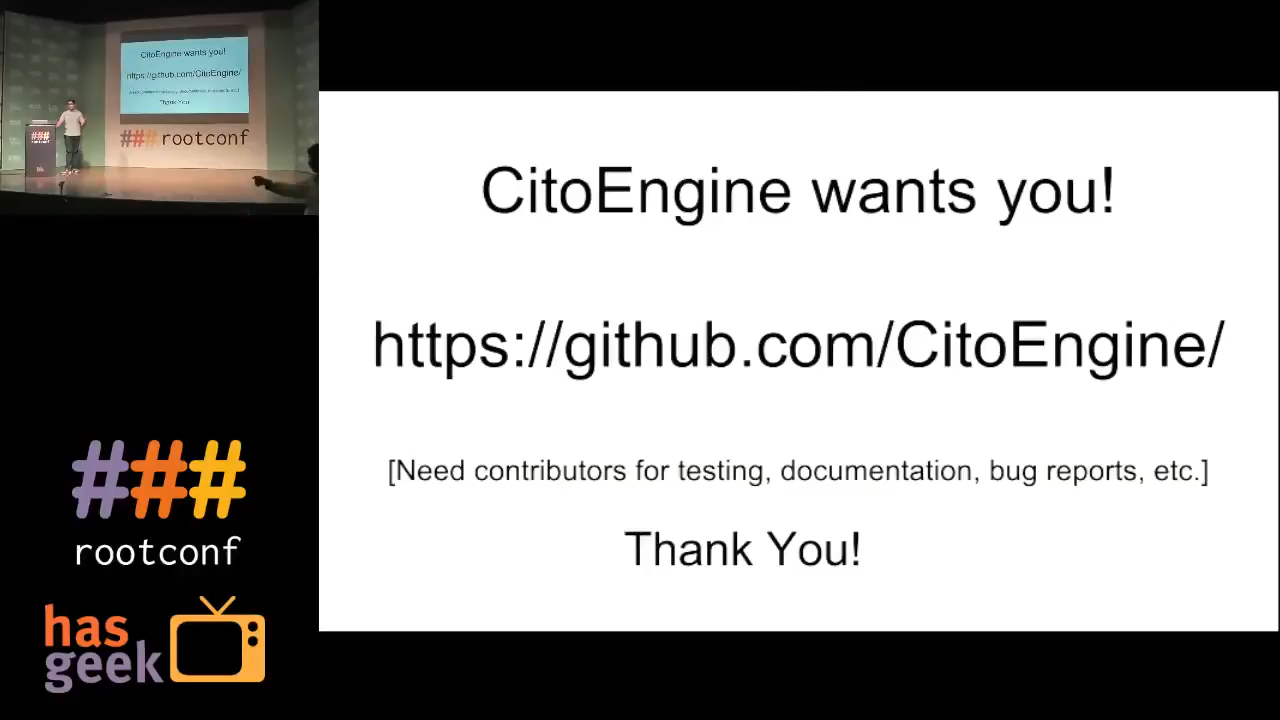 CitoEngine wants you!
https://github.com/CitoEngine/
Thank You!
### rootconf
###
rootconf
CitoEngine wants you!
https://github.com/CitoEngine/
[Need contributors for testing, documentation, bug reports, etc.]
Thank You!
###
rootconf
has
geek